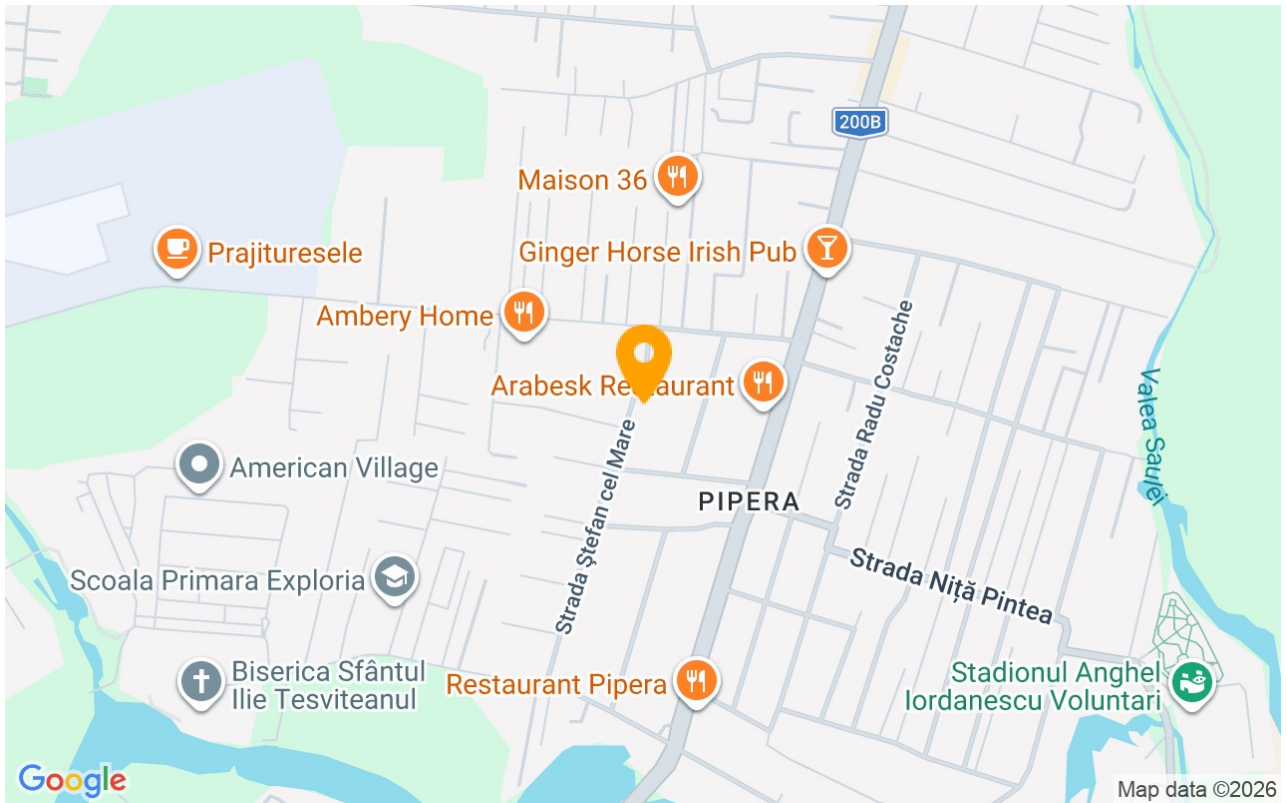 200B
Maison 36
Ginger Horse Irish Pub
Prajituresele
Ambery Home
Arabesk Restaurant
Strada Radu Costache
Valea Saulei
American Village
Strada Ștefan cel Mare
PIPERA
Scoala Primara Exploria
Strada Niță Pintea
Biserica Sfântul
Ilie Tesviteanul
Restaurant Pipera
Stadionul Anghel
Iordanescu Voluntari
Google
Map data ©2026